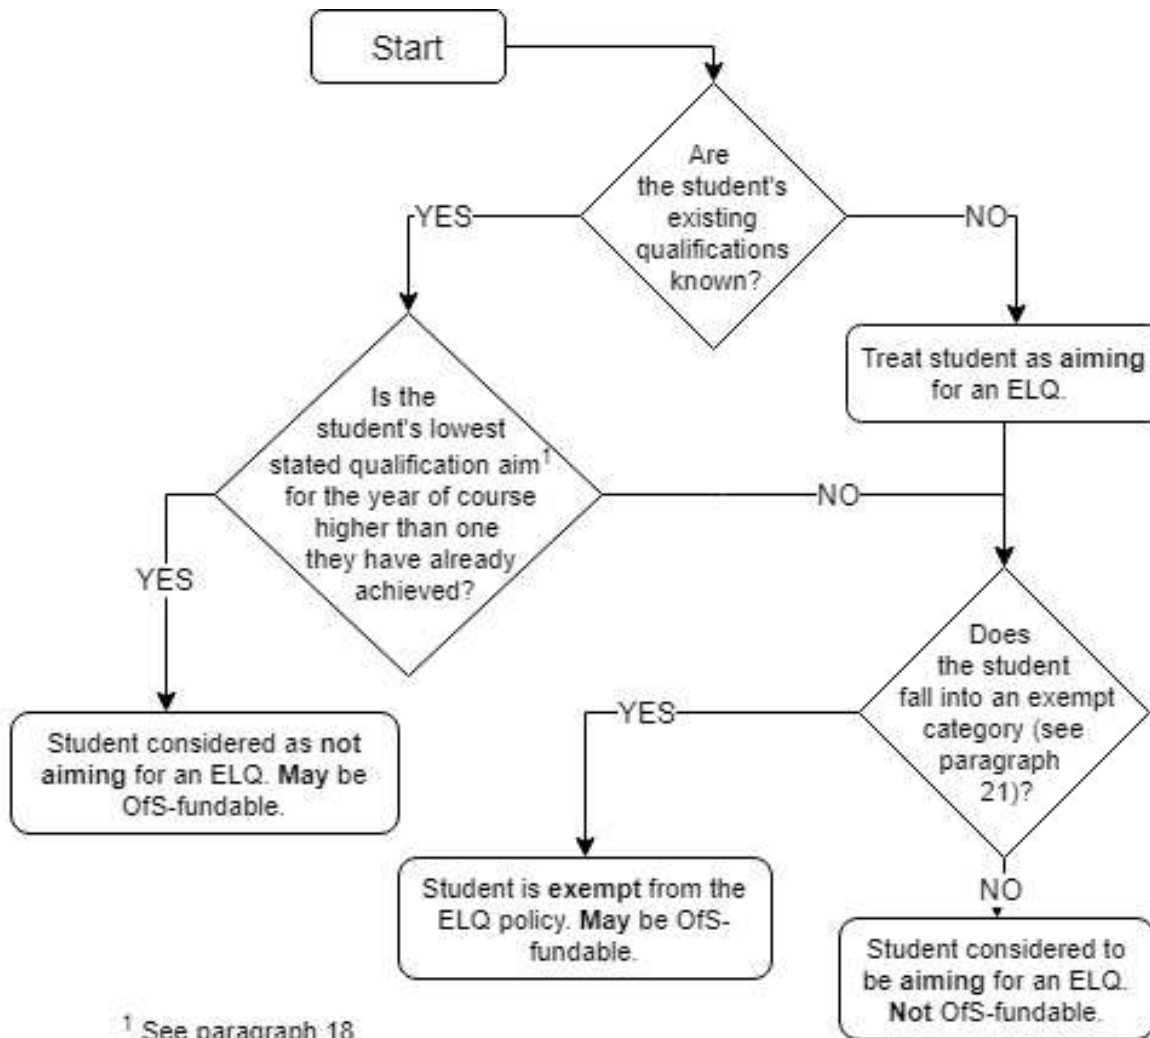 Start
Are
the student's
existing
qualifications
known?
YES
NO
Treat student as aiming
for an ELQ.
Is the
student's lowest
stated qualification aim1
for the year of course
higher than one
they have already
achieved?
NO
YES
Does
the student
fall into an exempt
category (see
paragraph
21)?
YES
Student considered as not
aiming for an ELQ. May be
OfS-fundable.
Student is exempt from the
ELQ policy. May be OfS-
fundable.
NO
Student considered to
be aiming for an ELQ.
Not OfS-fundable.
1 See paragraph 18